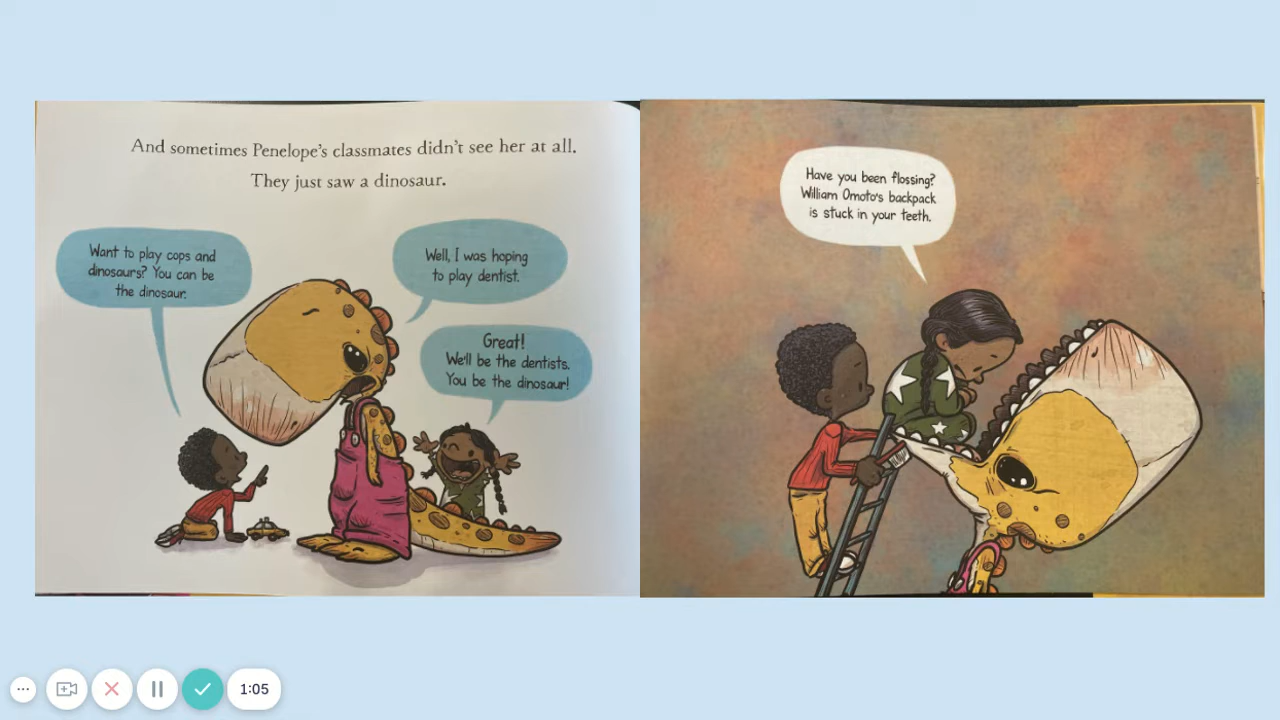 And sometimes Penelope's classmates didn't see her at all.
They just saw a dinosaur.
Want to play cops and
dinosaurs? You can be
the dinosaur.
Well, I was hoping
to play dentist.
Great!
We'll be the dentists.
You be the dinosaur!
Have you been flossing?
William Omoto's backpack
is stuck in your teeth.
1:05